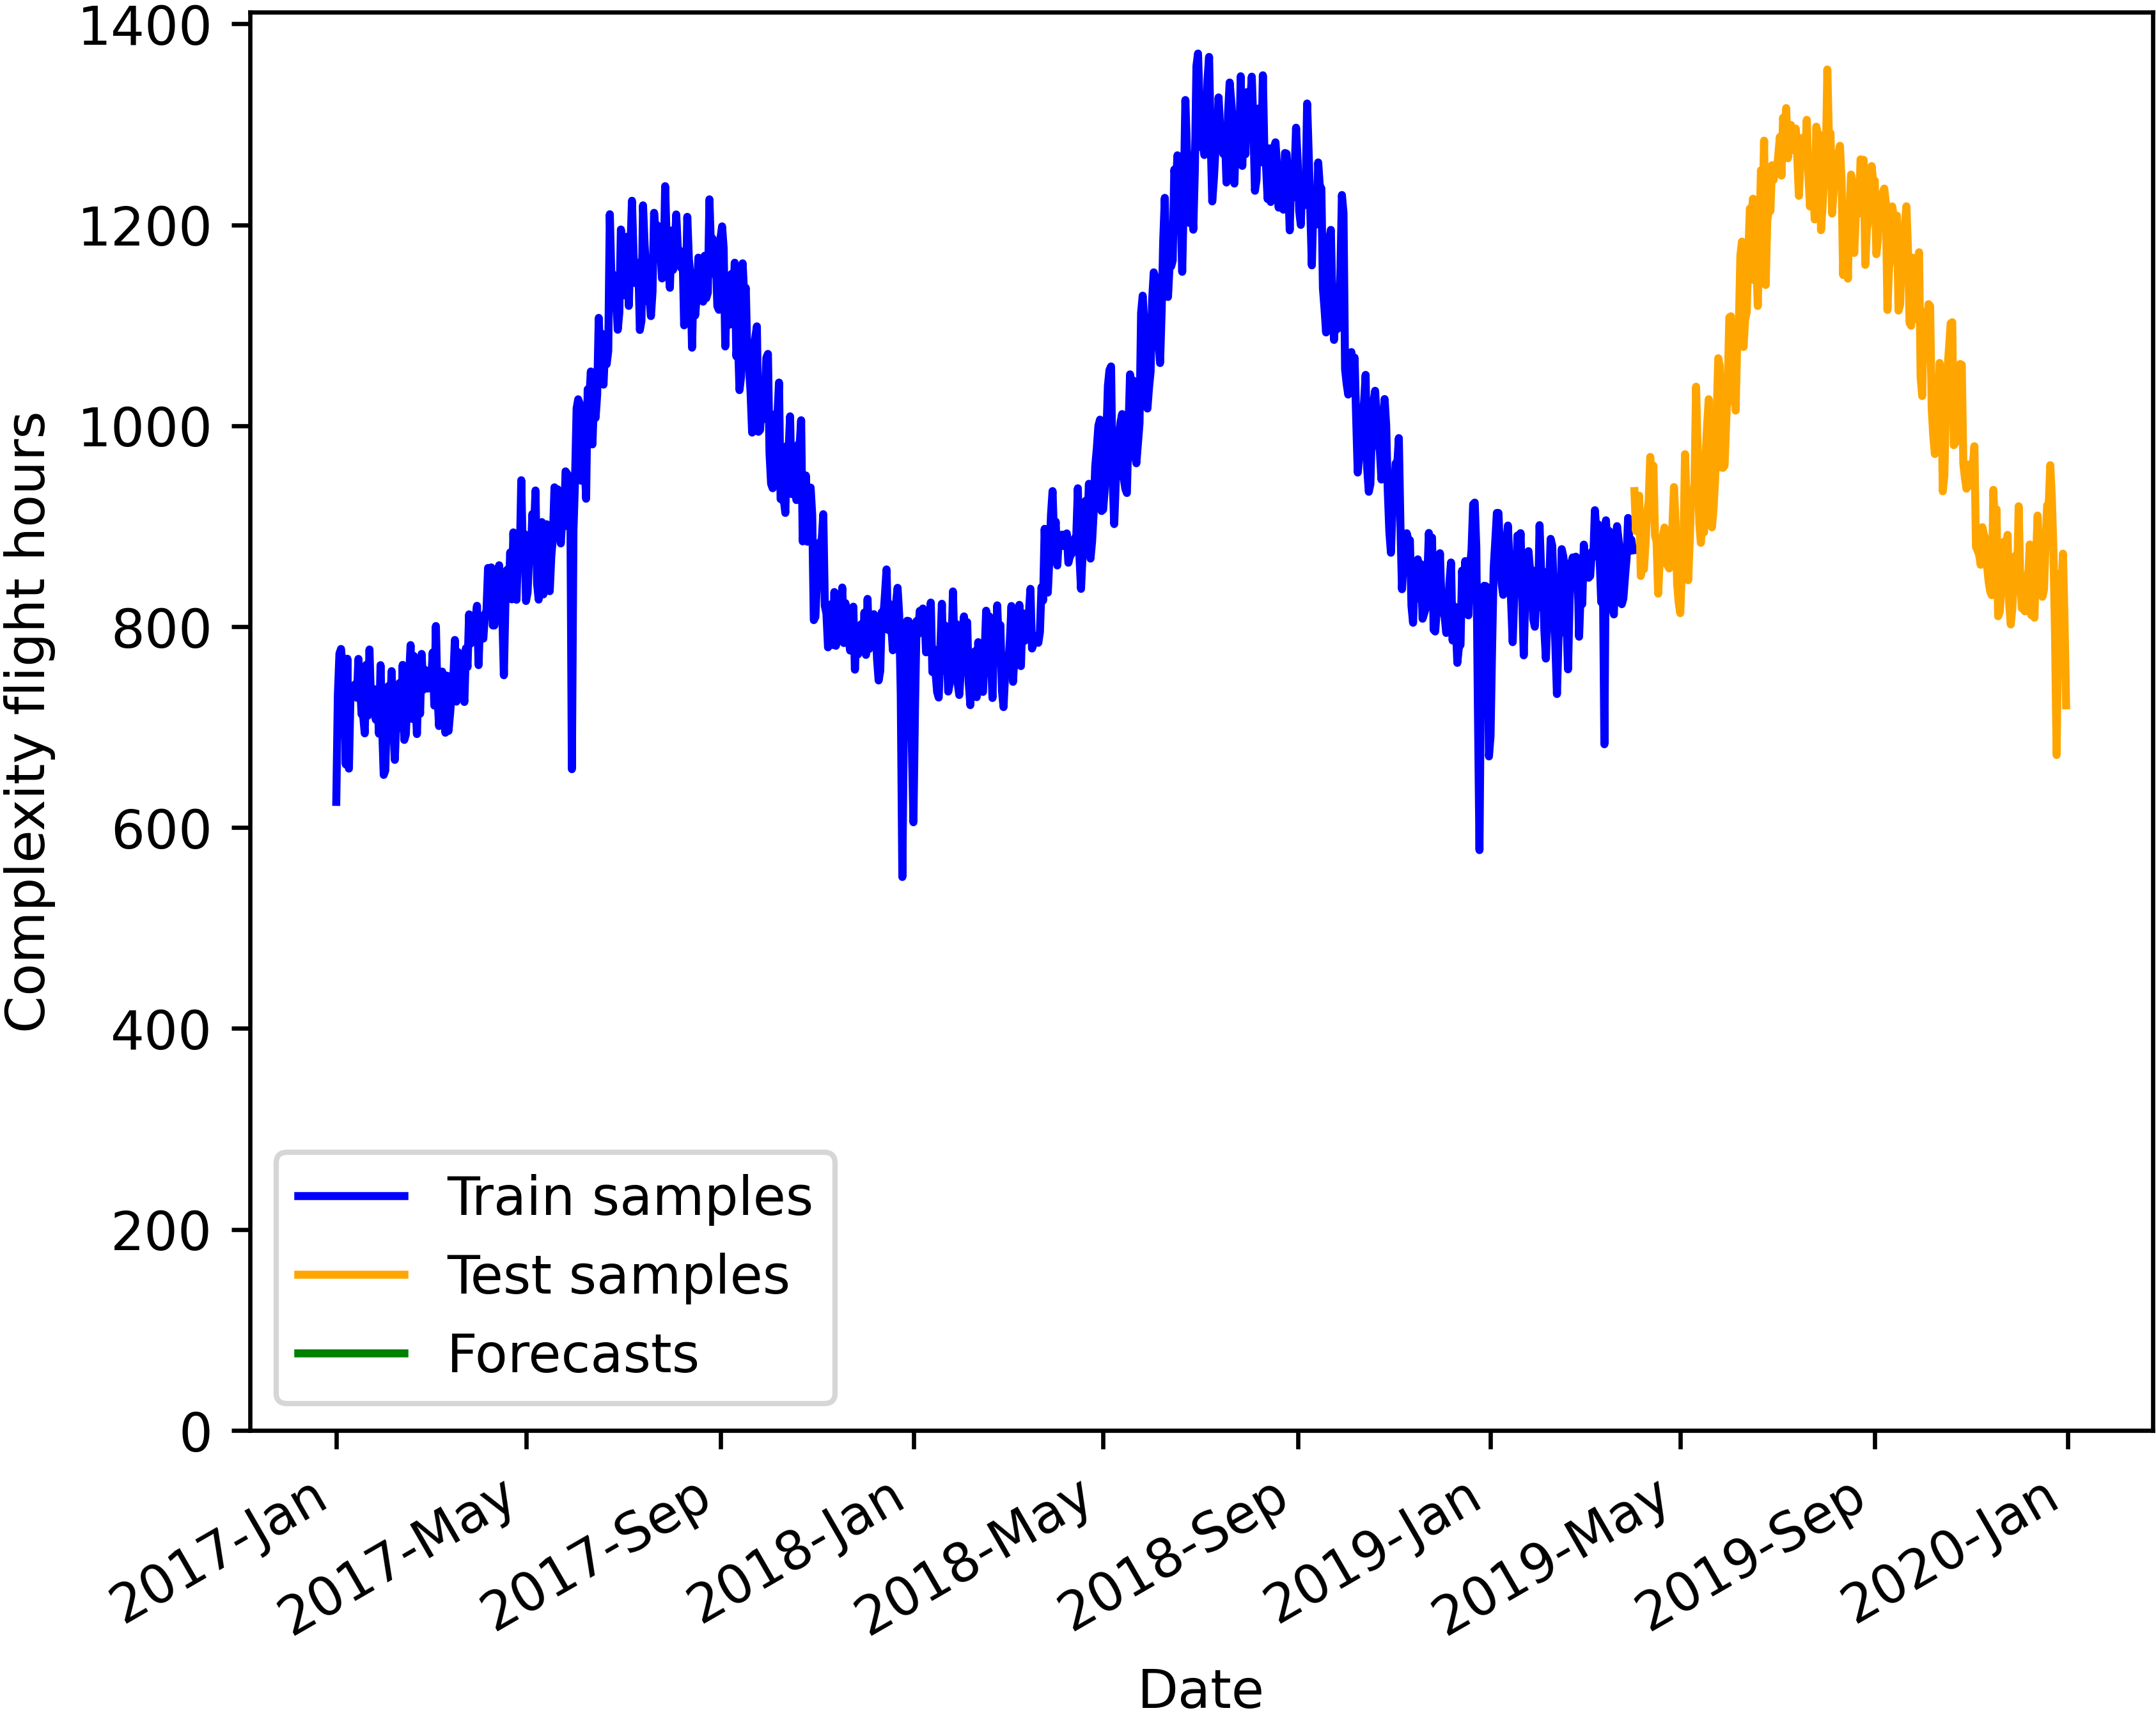 1400
1200
1000
800
600
400
200
0
Complexity flight hours
Train samples
Test samples
Forecasts
2017-Jan
2017-May
2017-Sep
2018-Jan
2018-May
2018-Sep
2019-Jan
2019-May
2019-Sep
2020-Jan
Date